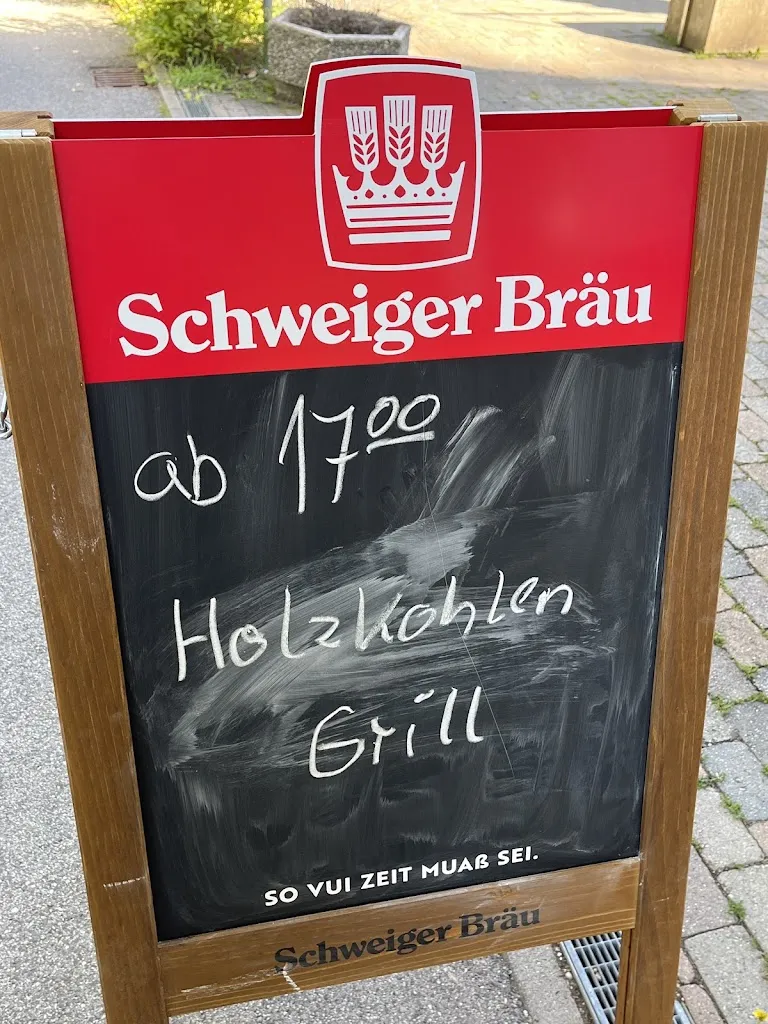 Schweiger Bräu
ab 17⁰⁰
Holzkohlen
Grill
SO VUI ZEIT MUAß SEI.
Schweiger Bräu